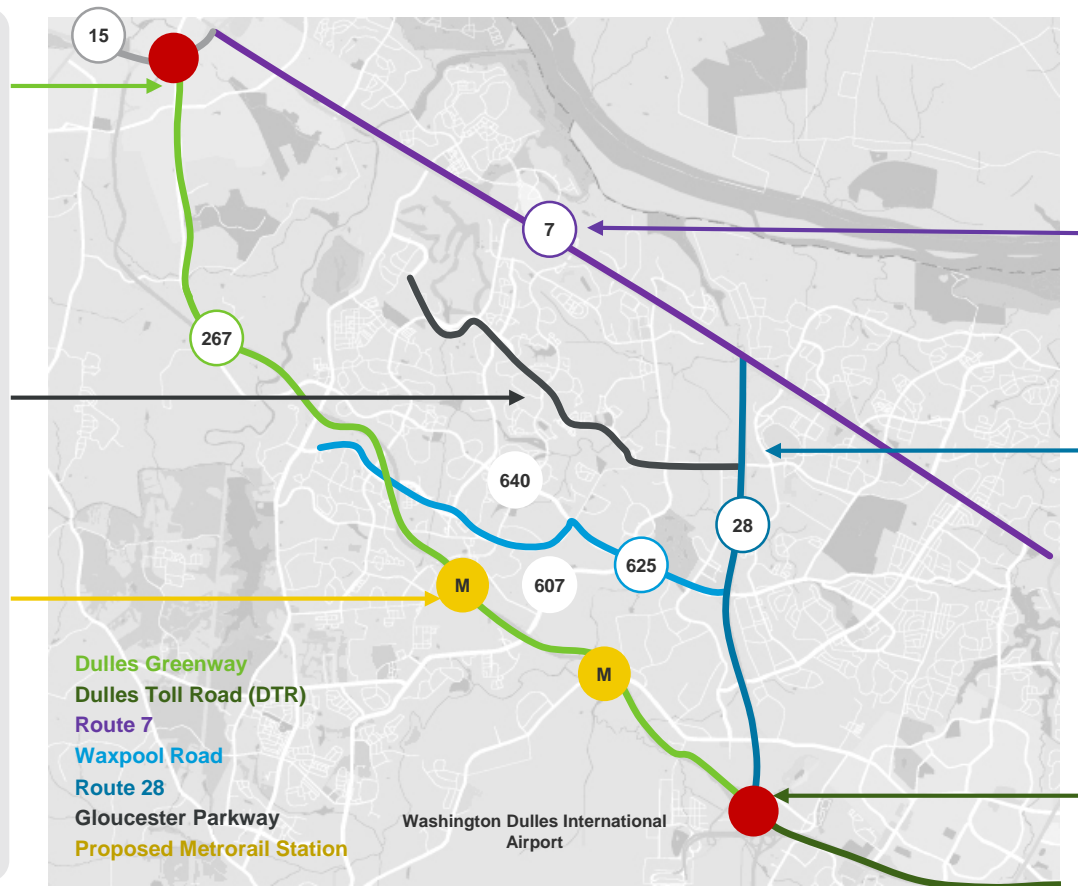 15
7
267
640
28
625
M
607
M
Dulles Greenway
Dulles Toll Road (DTR)
Route 7
Waxpool Road
Route 28
Gloucester Parkway
Proposed Metrorail Station
Washington Dulles International
Airport